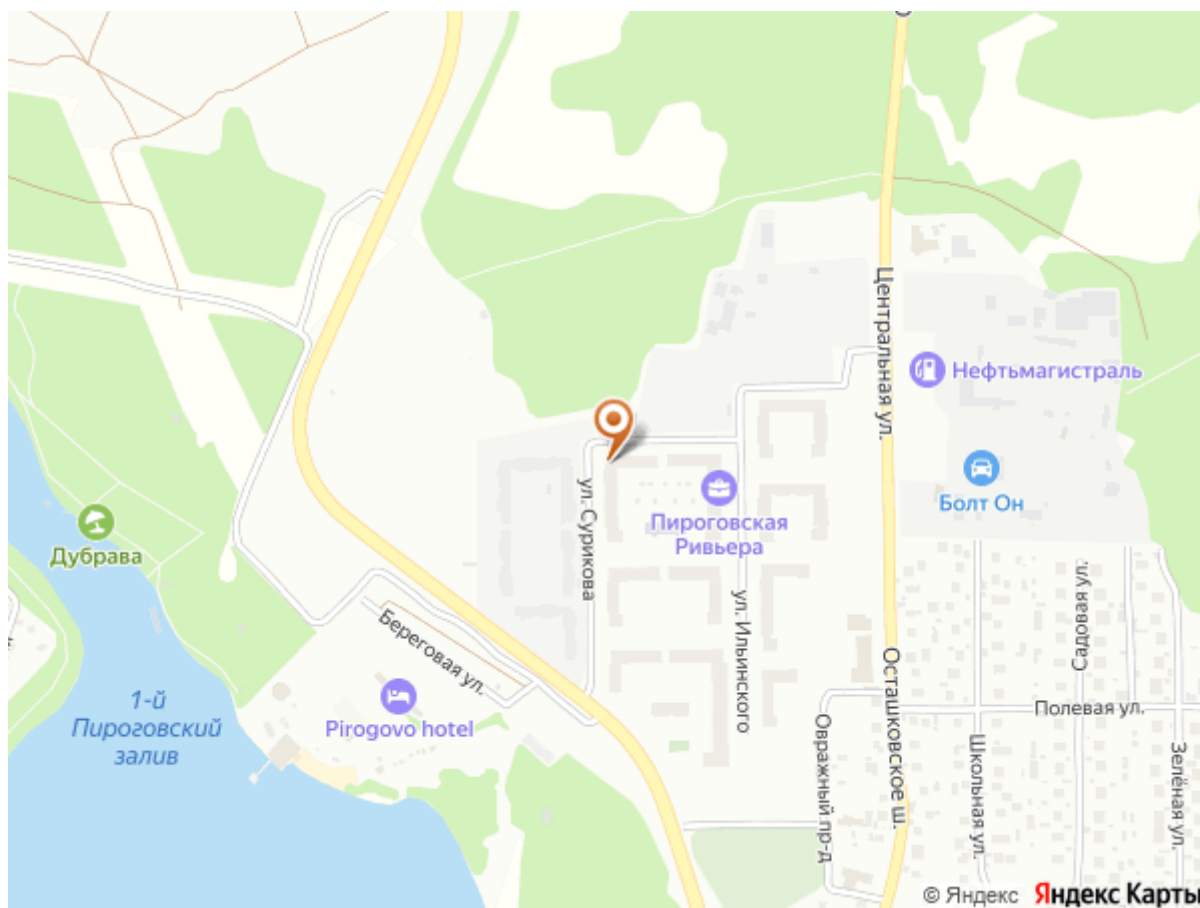 Центральная ул.
Нефтьмагистраль
Болт Он
Пироговская
Ривьера
ул. Сурикова
Дубрава
ул. Ильинского
Садовая ул.
Береговая ул.
1-й
Пироговский
залив
Pirogovo hotel
Осташковское ш.
Полевая ул.
Овражный пр-д
Школьная ул.
Зелёная ул.
© Яндекс Яндекс Карты